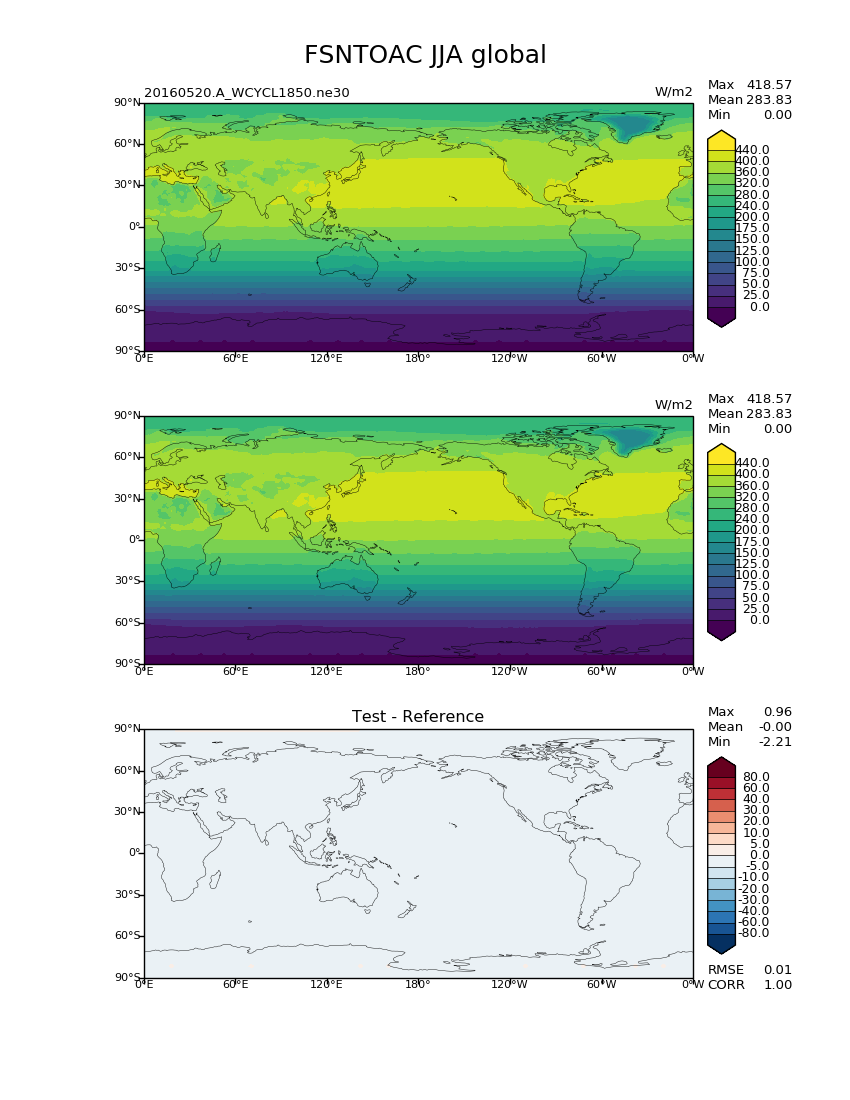 FSNTOAC JJA global
20160520.A_WCYCL1850.ne30
W/m2
Max 418.57
Mean 283.83
Min 0.00
90°N
60°N
30°N
0°
30°S
60°S
90°S
0°E 60°E 120°E 180° 120°W 60°W 0°W
440.0
400.0
360.0
320.0
280.0
240.0
200.0
175.0
150.0
125.0
100.0
75.0
50.0
25.0
0.0
W/m2
Max 418.57
Mean 283.83
Min 0.00
90°N
60°N
30°N
0°
30°S
60°S
90°S
0°E 60°E 120°E 180° 120°W 60°W 0°W
440.0
400.0
360.0
320.0
280.0
240.0
200.0
175.0
150.0
125.0
100.0
75.0
50.0
25.0
0.0
Test - Reference
Max 0.96
Mean -0.00
Min -2.21
90°N
60°N
30°N
0°
30°S
60°S
90°S
0°E 60°E 120°E 180° 120°W 60°W 0°W
80.0
60.0
40.0
30.0
20.0
10.0
5.0
0.0
-5.0
-10.0
-20.0
-30.0
-40.0
-60.0
-80.0
RMSE 0.01
CORR 1.00